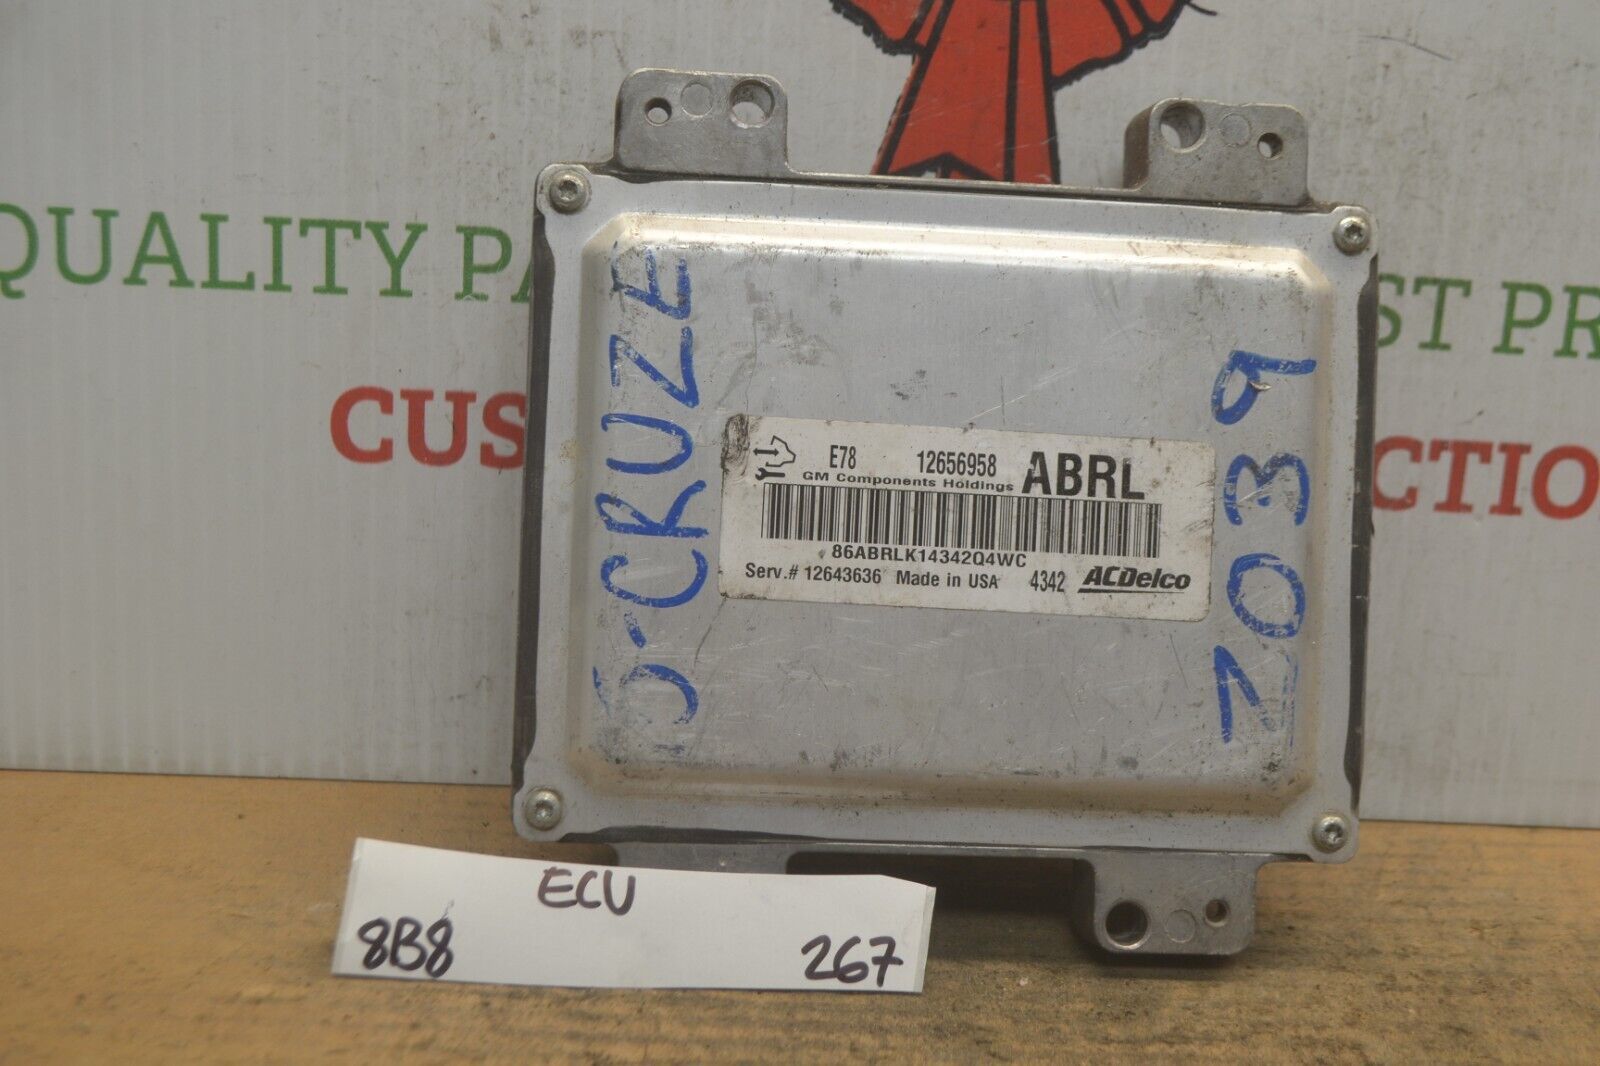 QUALITY PA
ST PR
CUS
CTIO
5-CRUZE
E78 12656958 ABRL
GM Components Holdings
86ABRLK14342Q4WC
Serv.# 12643636 Made in USA 4342 ACDelco
7039
ECU
8B8 267